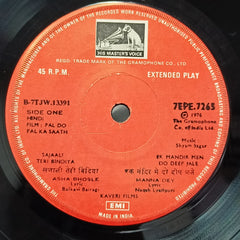 ALL RIGHTS OF THE MANUFACTURER AND OF THE OWNER OF THE RECORDED WORK RESERVED UNAUTHORISED
HIS MASTER'S VOICE
REGD. TRADE MARK OF THE GRAMOPHONE CO., LTD
45 R.P.M.
EXTENDED PLAY
B-7TJW.13391
7EPE.7265
SIDE ONE
HINDI
FILM : PAL DO
PAL KA SAATH
℗ 1976
Gramophone
Co. of India Ltd.
Music
Shyam Sagar
SAJAALI
TERI BINDIYA
सजाली तेरी बिंदिया
ASHA BHOSLE
Lyric
Balkavi Bairagi
EK MANDIR MEN
DO DEEP JALE
एक मंदिर में दो दीप जले
MANNA DEY
Lyric
Naqsh Lyallpuri
KAVERI FILMS
EMI
MADE IN INDIA